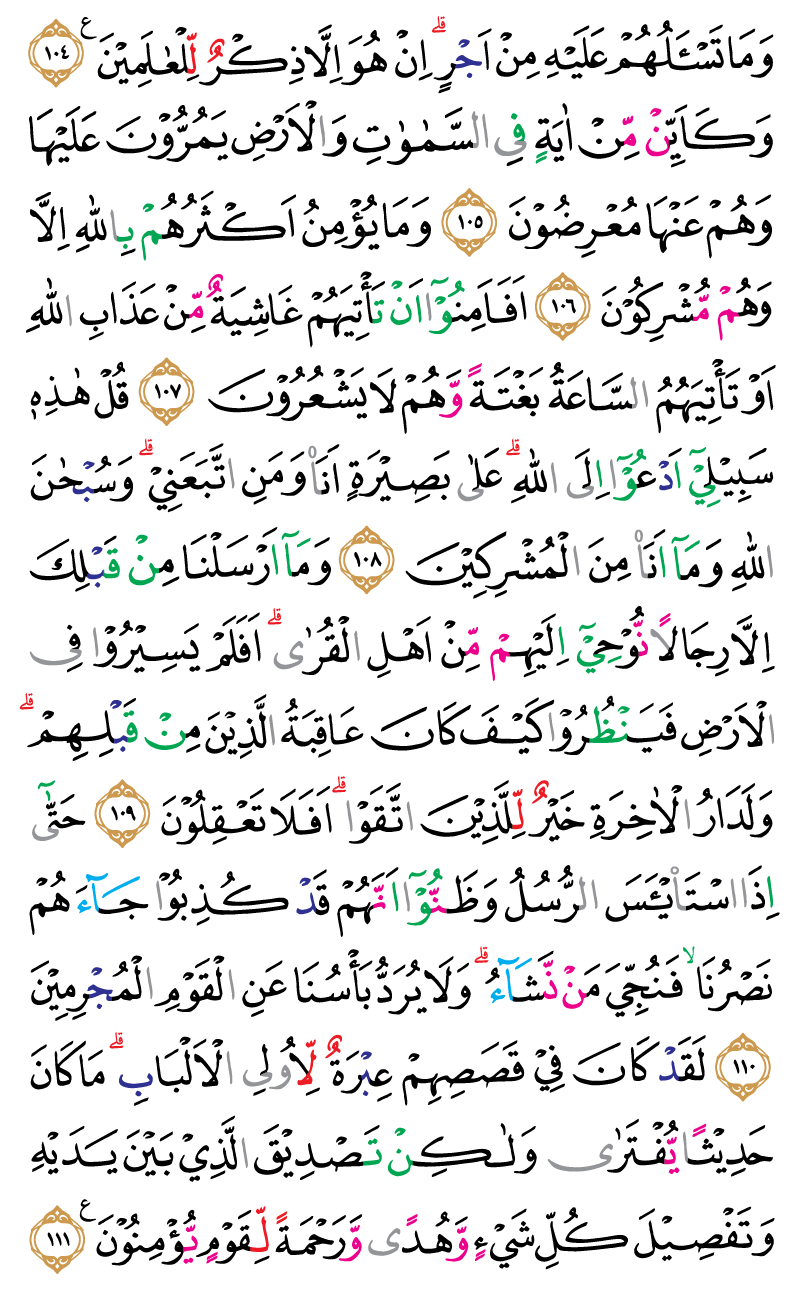 وَمَا تَسْـَٔلُهُمْ عَلَيْهِ مِنْ اَجْرٍۗ اِنْ هُوَ اِلَّا ذِكْرٌ لِّلْعٰلَمِيْنَ ࣖ ١٠٤
وَكَاَيِّنْ مِّنْ اٰيَةٍ فِى السَّمٰوٰتِ وَالْاَرْضِ يَمُرُّوْنَ عَلَيْهَا
وَهُمْ عَنْهَا مُعْرِضُوْنَ ١٠٥ وَمَا يُؤْمِنُ اَكْثَرُهُمْ بِاللّٰهِ اِلَّا
وَهُمْ مُّشْرِكُوْنَ ١٠٦ اَفَاَمِنُوْٓا اَنْ تَأْتِيَهُمْ غَاشِيَةٌ مِّنْ عَذَابِ اللّٰهِ
اَوْ تَأْتِيَهُمُ السَّاعَةُ بَغْتَةً وَّهُمْ لَا يَشْعُرُوْنَ ١٠٧ قُلْ هٰذِهٖ
سَبِيْلِيْٓ اَدْعُوْٓا اِلَى اللّٰهِۗ عَلٰى بَصِيْرَةٍ اَنَا۠ وَمَنِ اتَّبَعَنِيْۗ وَسُبْحٰنَ
اللّٰهِ وَمَآ اَنَا۠ مِنَ الْمُشْرِكِيْنَ ١٠٨ وَمَآ اَرْسَلْنَا مِنْ قَبْلِكَ
اِلَّا رِجَالًا نُّوْحِيْٓ اِلَيْهِمْ مِّنْ اَهْلِ الْقُرٰىۗ اَفَلَمْ يَسِيْرُوْا فِى
الْاَرْضِ فَيَنْظُرُوْا كَيْفَ كَانَ عَاقِبَةُ الَّذِيْنَ مِنْ قَبْلِهِمْۗ
وَلَدَارُ الْاٰخِرَةِ خَيْرٌ لِّلَّذِيْنَ اتَّقَوْاۗ اَفَلَا تَعْقِلُوْنَ ١٠٩ حَتّٰٓى
اِذَا اسْتَا۟يْـَٔسَ الرُّسُلُ وَظَنُّوْٓا اَنَّهُمْ قَدْ كُذِبُوْا جَاۤءَهُمْ
نَصْرُنَاۙ فَنُجِّيَ مَنْ نَّشَاۤءُۗ وَلَا يُرَدُّ بَأْسُنَا عَنِ الْقَوْمِ الْمُجْرِمِيْنَ
١١٠ لَقَدْ كَانَ فِيْ قَصَصِهِمْ عِبْرَةٌ لِّاُولِى الْاَلْبَابِۗ مَا كَانَ
حَدِيْثًا يُّفْتَرٰى وَلٰكِنْ تَصْدِيْقَ الَّذِيْ بَيْنَ يَدَيْهِ
وَتَفْصِيْلَ كُلِّ شَيْءٍ وَّهُدًى وَّرَحْمَةً لِّقَوْمٍ يُّؤْمِنُوْنَ ࣖ ١١١